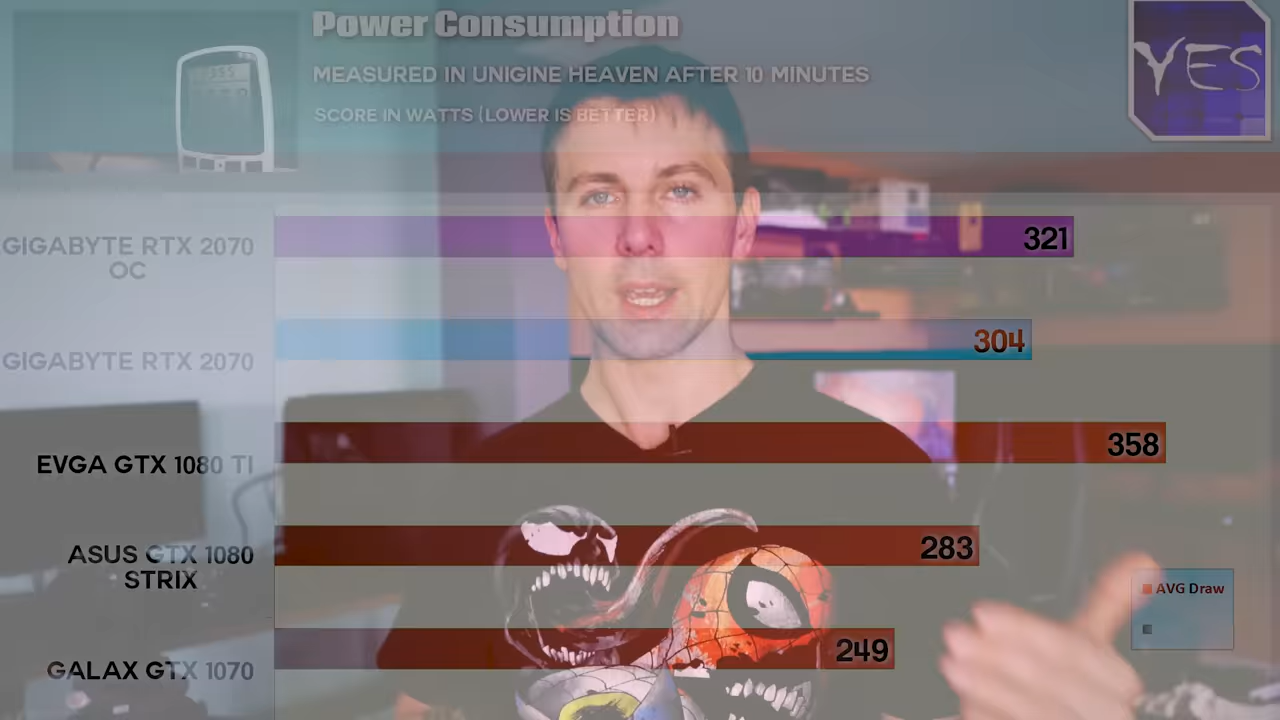 Power Consumption
MEASURED IN UNIGINE HEAVEN AFTER 10 MINUTES
SCORE IN WATTS (LOWER IS BETTER)
YES
GIGABYTE RTX 2070
OC
321
GIGABYTE RTX 2070
304
EVGA GTX 1080 TI
358
ASUS GTX 1080
STRIX
283
AVG Draw
GALAX GTX 1070
249